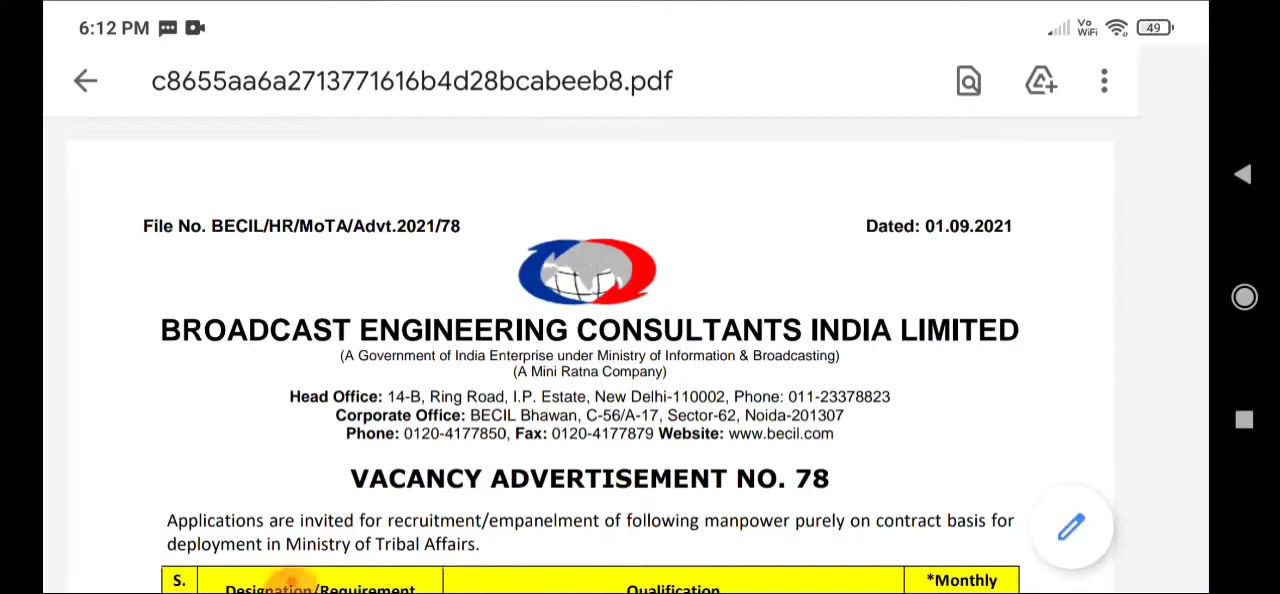 6:12 PM
Vo
WiFi
49
c8655aa6a2713771616b4d28bcabeeb8.pdf
File No. BECIL/HR/MoTA/Advt.2021/78 Dated: 01.09.2021
BROADCAST ENGINEERING CONSULTANTS INDIA LIMITED
(A Government of India Enterprise under Ministry of Information & Broadcasting)
(A Mini Ratna Company)
Head Office: 14-B, Ring Road, I.P. Estate, New Delhi-110002, Phone: 011-23378823
Corporate Office: BECIL Bhawan, C-56/A-17, Sector-62, Noida-201307
Phone: 0120-4177850, Fax: 0120-4177879 Website: www.becil.com
VACANCY ADVERTISEMENT NO. 78
Applications are invited for recruitment/empanelment of following manpower purely on contract basis for
deployment in Ministry of Tribal Affairs.
S. *Monthly
Designation/Requirement Qualification